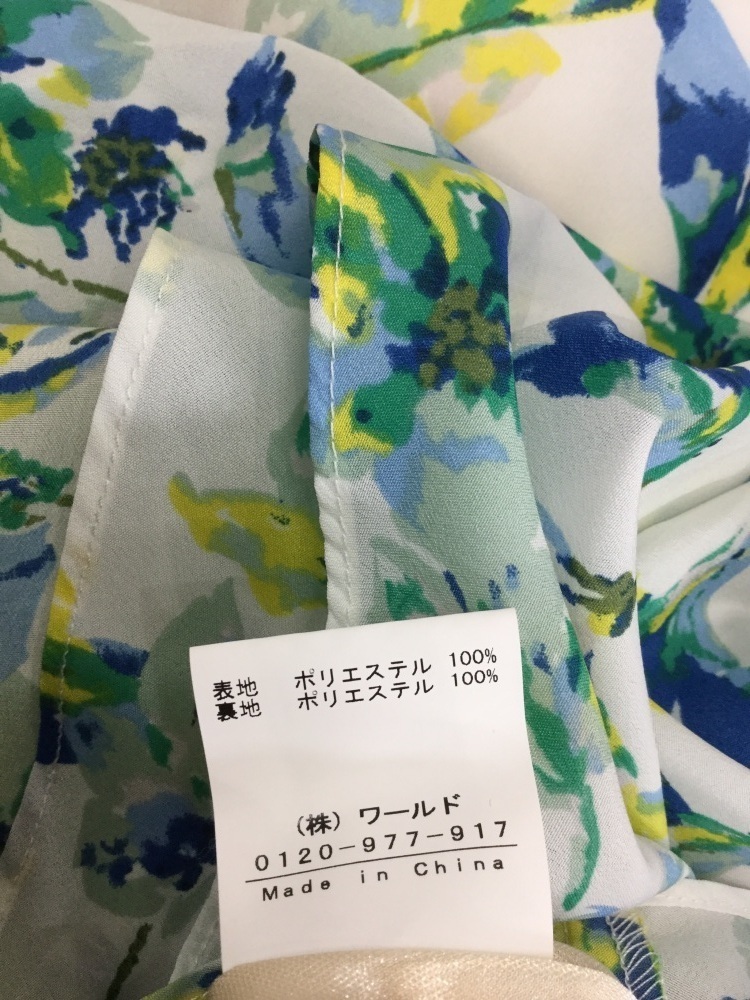 表地 ポリエステル 100%
裏地 ポリエステル 100%
(株) ワールド
0120-977-917
Made in China